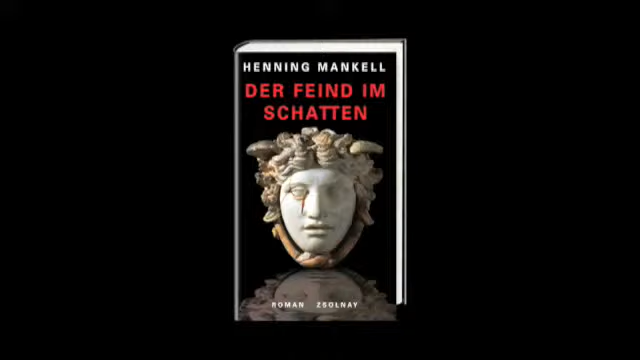 HENNING MANKELL
DER FEIND IM
SCHATTEN
ROMAN ZSOLNAY